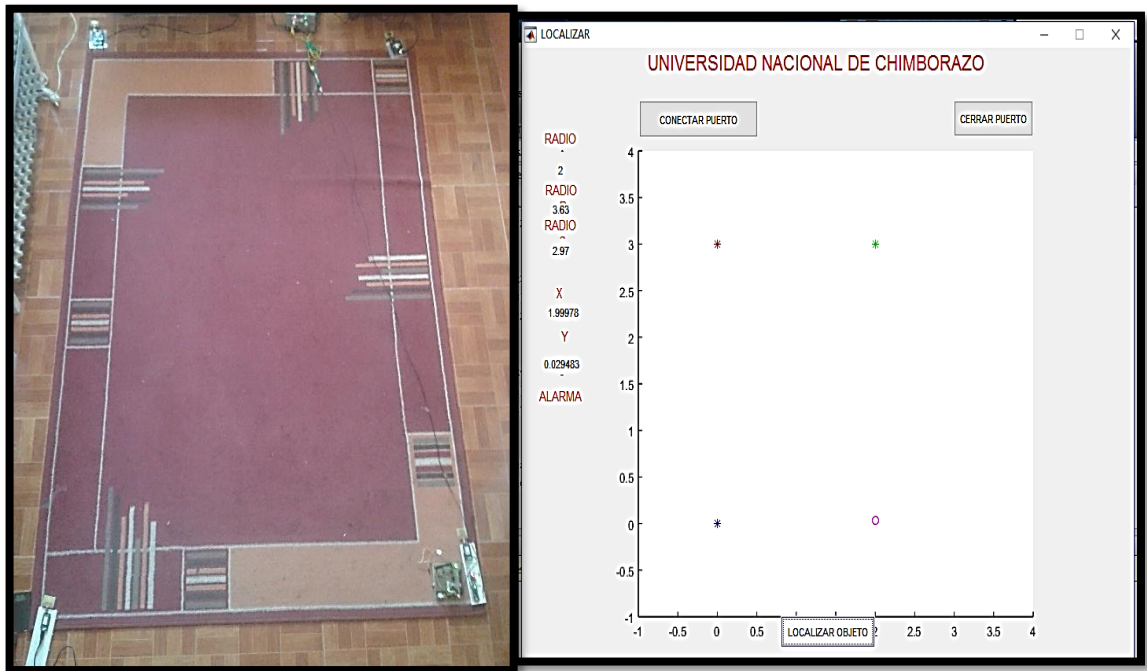 LOCALIZAR
UNIVERSIDAD NACIONAL DE CHIMBORAZO
CONECTAR PUERTO
CERRAR PUERTO
RADIO
2
RADIO
3.63
RADIO
2.97
X
1.99978
Y
0.029483
ALARMA
4
3.5
3
2.5
2
1.5
1
0.5
0
-0.5
-1
-1 -0.5 0 0.5 LOCALIZAR OBJETO 2 2.5 3 3.5 4